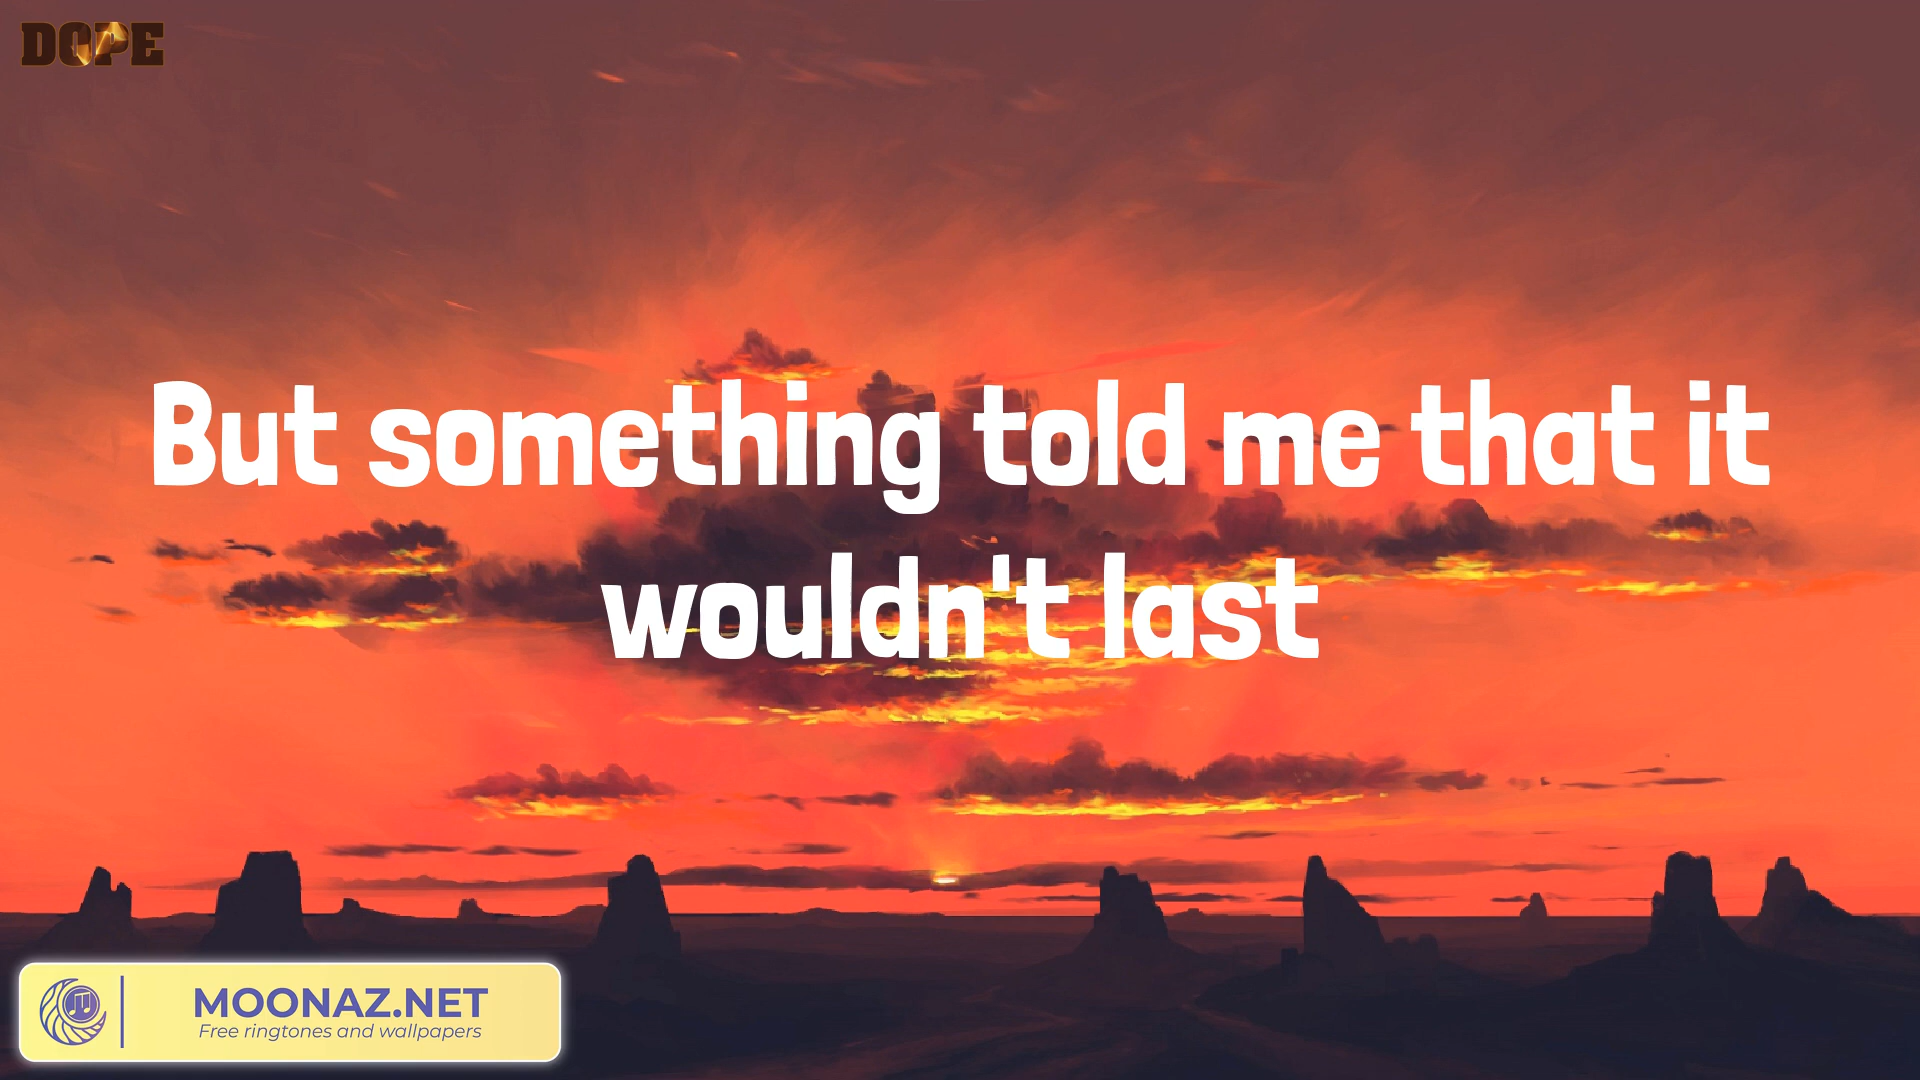 DOPE
But something told me that it
wouldn't last
MOONAZ.NET
Free ringtones and wallpapers